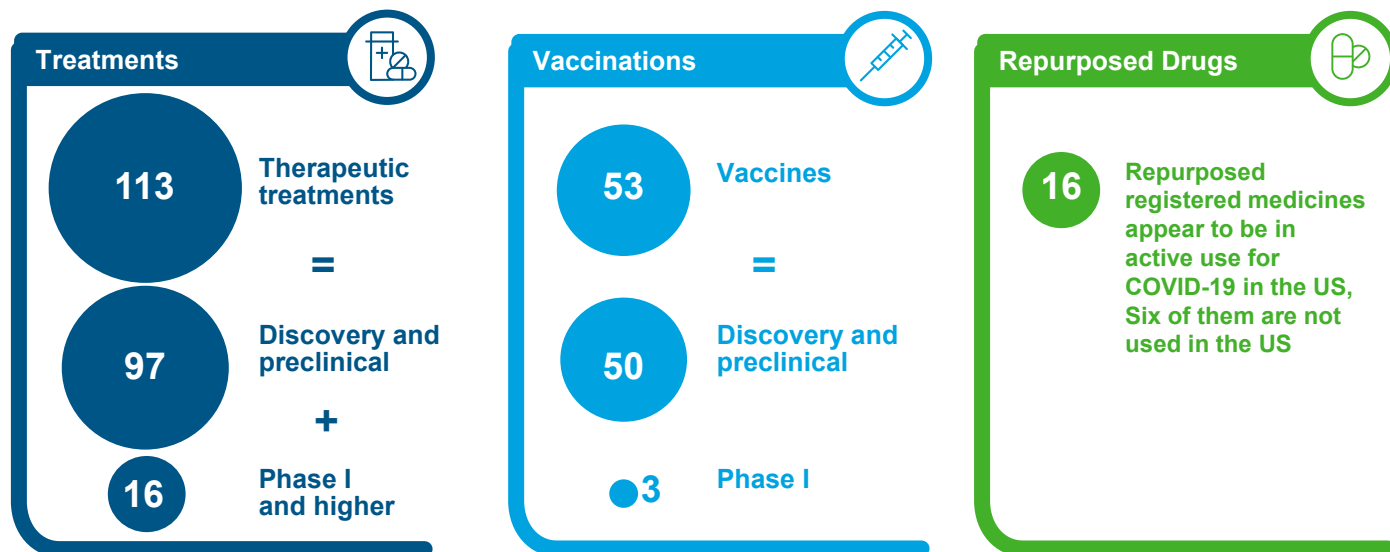 Treatments
113
Therapeutic
treatments
=
97
Discovery and
preclinical
+
16
Phase I
and higher
Vaccinations
53
Vaccines
=
50
Discovery and
preclinical
3
Phase I
Repurposed Drugs
16
Repurposed
registered medicines
appear to be in
active use for
COVID-19 in the US,
Six of them are not
used in the US